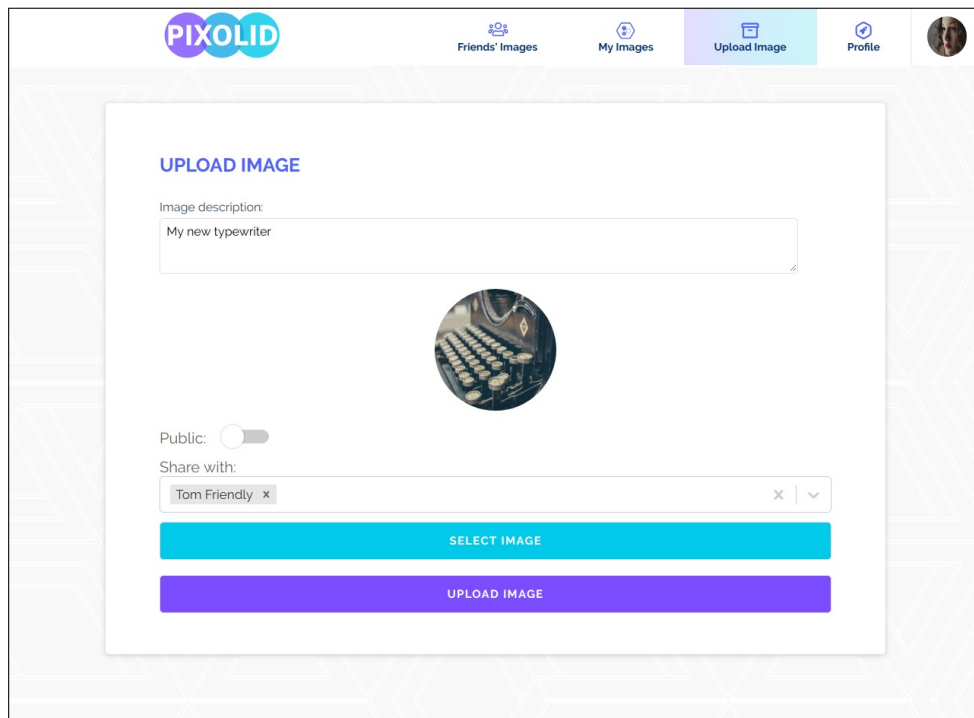 PIXOLID
Friends' Images
My Images
Upload Image
Profile
UPLOAD IMAGE
Image description:
My new typewriter
Public:
Share with:
Tom Friendly x
SELECT IMAGE
UPLOAD IMAGE